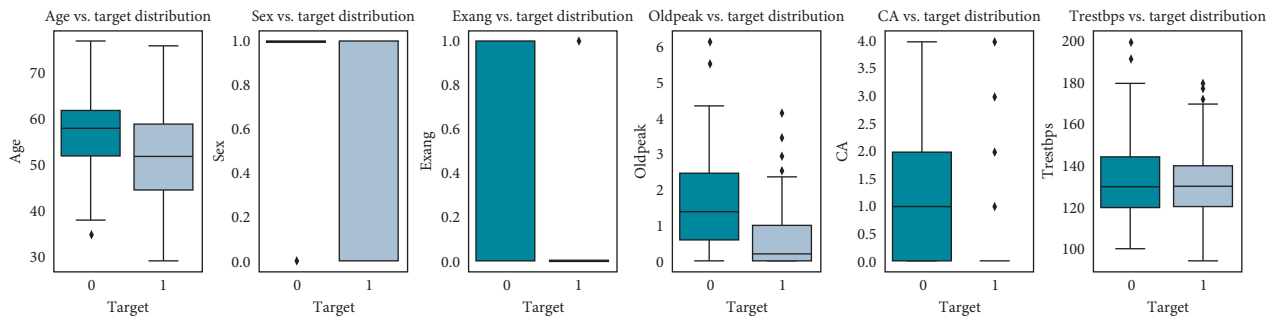 Age vs. target distribution
Sex vs. target distribution
Exang vs. target distribution
Oldpeak vs. target distribution
CA vs. target distribution
Trestbps vs. target distribution
70
60
50
40
30
Age
0
1
Target
1.0
0.8
0.6
0.4
0.2
0.0
Sex
0
1
Target
1.0
0.8
0.6
0.4
0.2
0.0
Exang
0
1
Target
6
5
4
3
2
1
0
Oldpeak
0
1
Target
4.0
3.5
3.0
2.5
2.0
1.5
1.0
0.5
0.0
CA
0
1
Target
200
180
160
140
120
100
Trestbps
0
1
Target